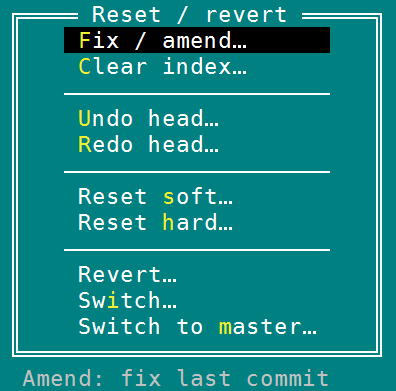 Reset / revert
Fix / amend…
Clear index…
Undo head…
Redo head…
Reset soft…
Reset hard…
Revert…
Switch…
Switch to master…
Amend: fix last commit